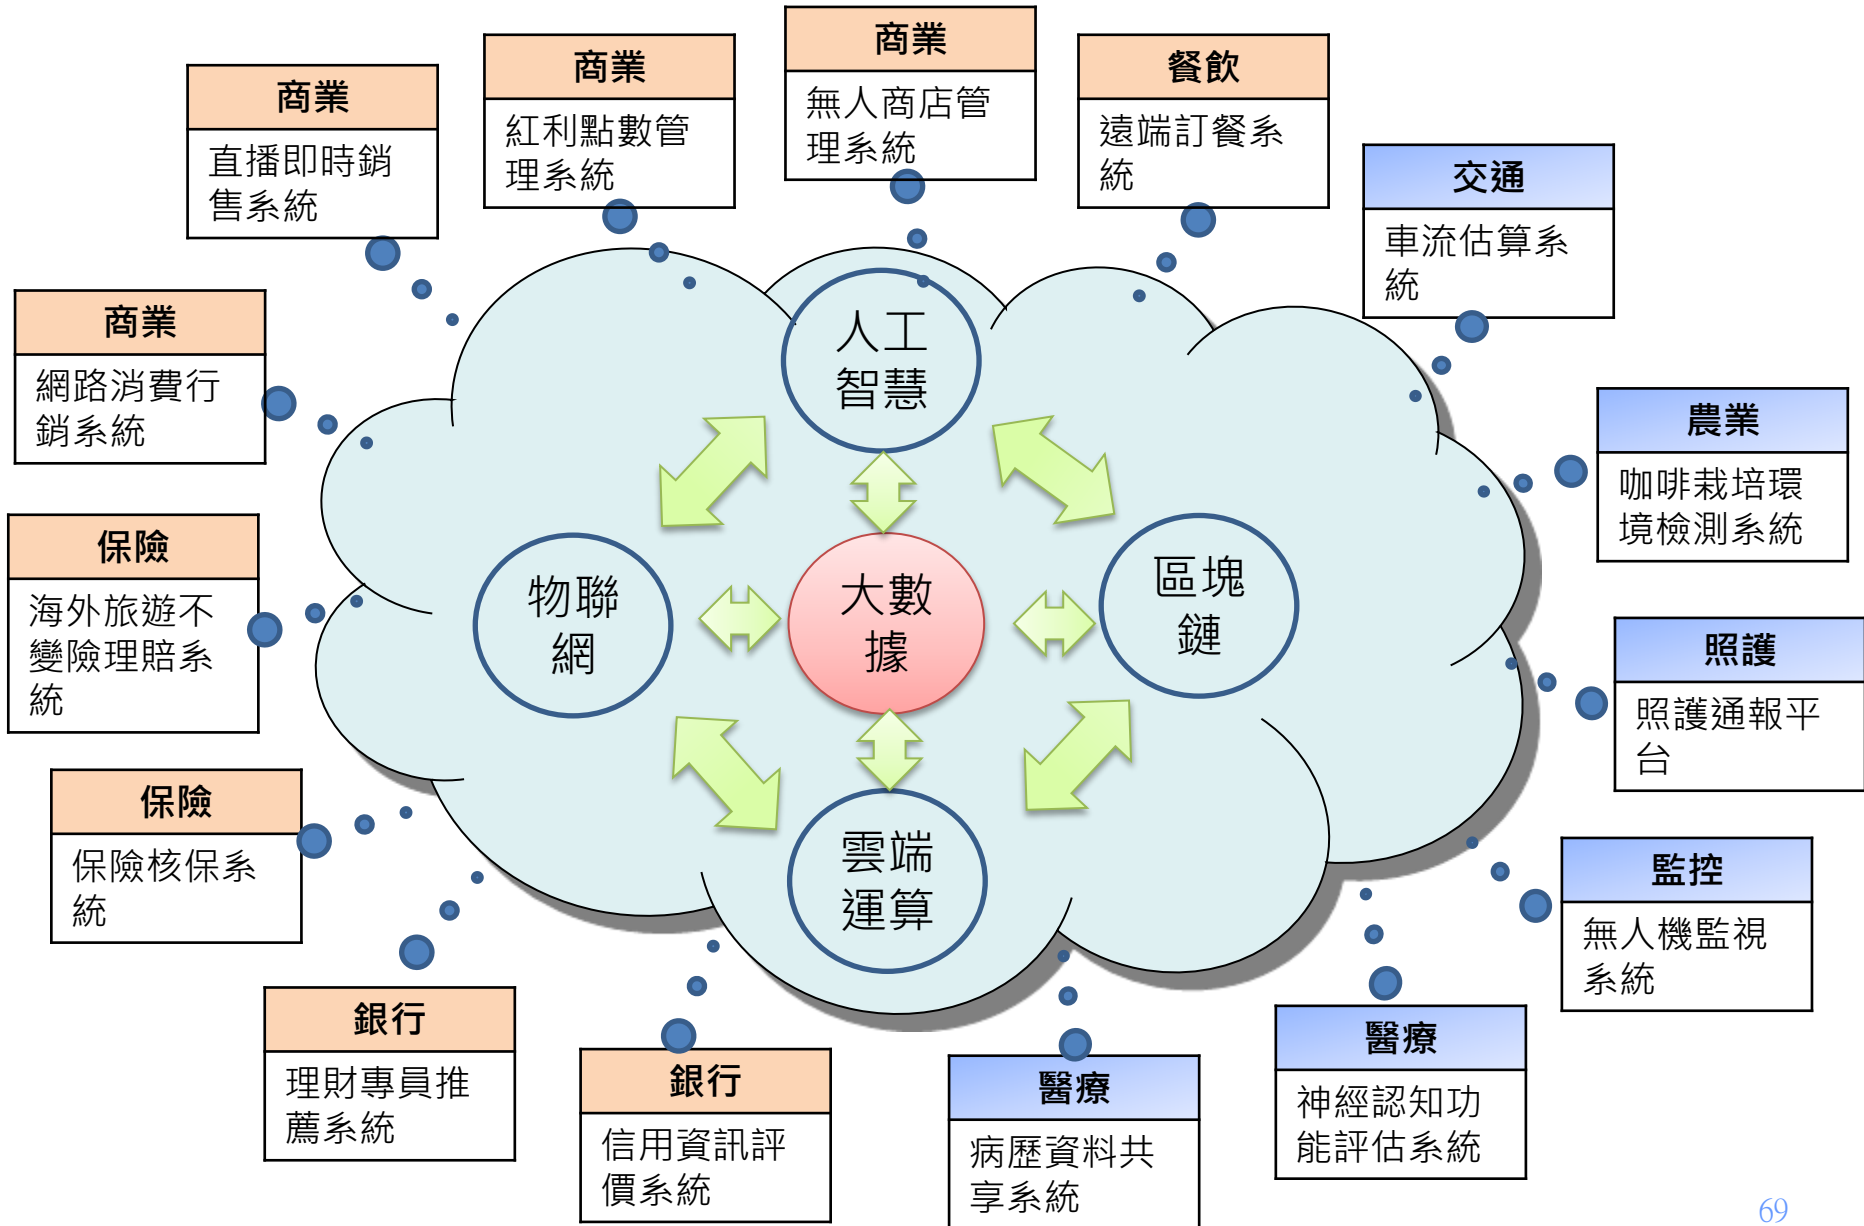 商業
直播即時銷
售系統
商業
紅利點數管
理系統
商業
無人商店管
理系統
餐飲
遠端訂餐系
統
交通
車流估算系
統
商業
網路消費行
銷系統
農業
咖啡栽培環
境檢測系統
保險
海外旅遊不
變險理賠系
統
照護
照護通報平
台
保險
保險核保系
統
監控
無人機監視
系統
銀行
理財專員推
薦系統
銀行
信用資訊評
價系統
醫療
病歷資料共
享系統
醫療
神經認知功
能評估系統
人工
智慧
物聯
網
大數
據
區塊
鏈
雲端
運算
69